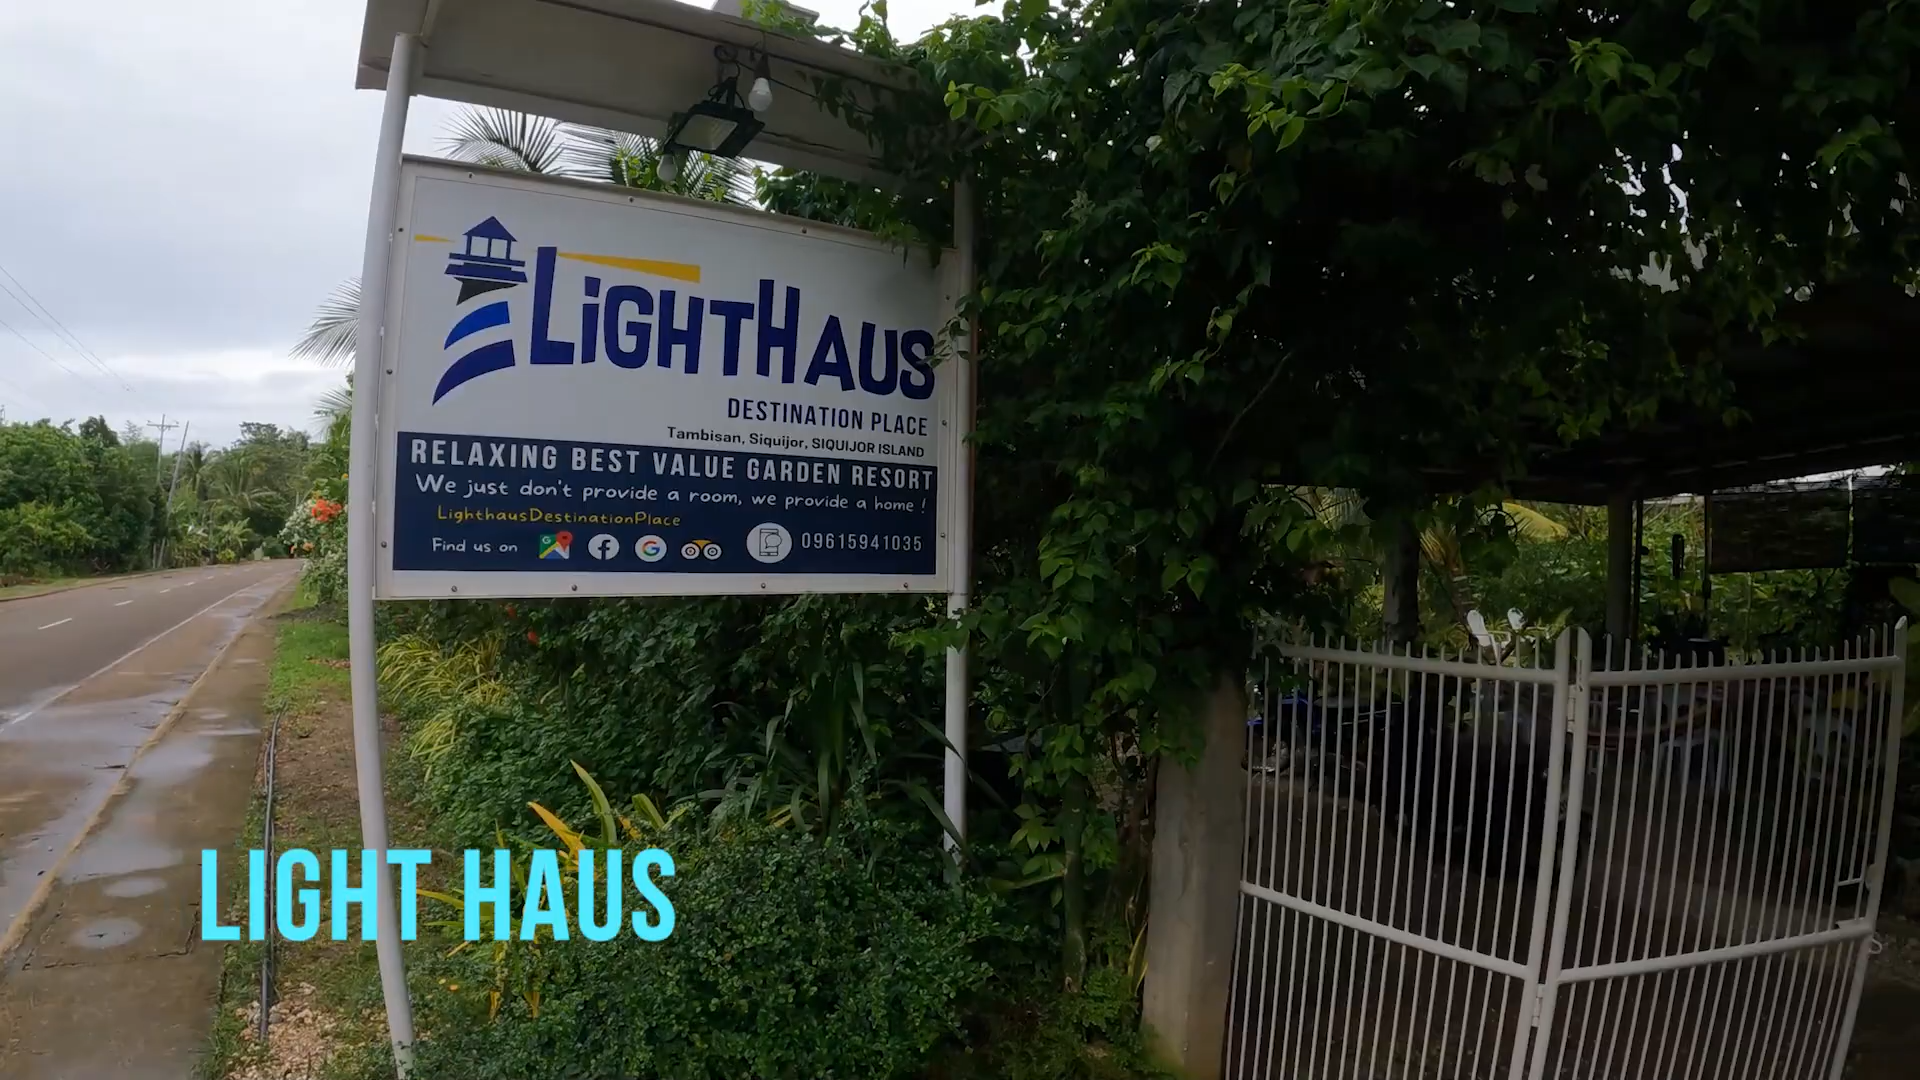 LiGHTHAUS
DESTINATION PLACE
Tambisan, Siquijor, SIQUIJOR ISLAND
RELAXING BEST VALUE GARDEN RESORT
We just don't provide a room, we provide a home !
LighthausDestinationPlace
Find us on G 09615941035
LIGHT HAUS